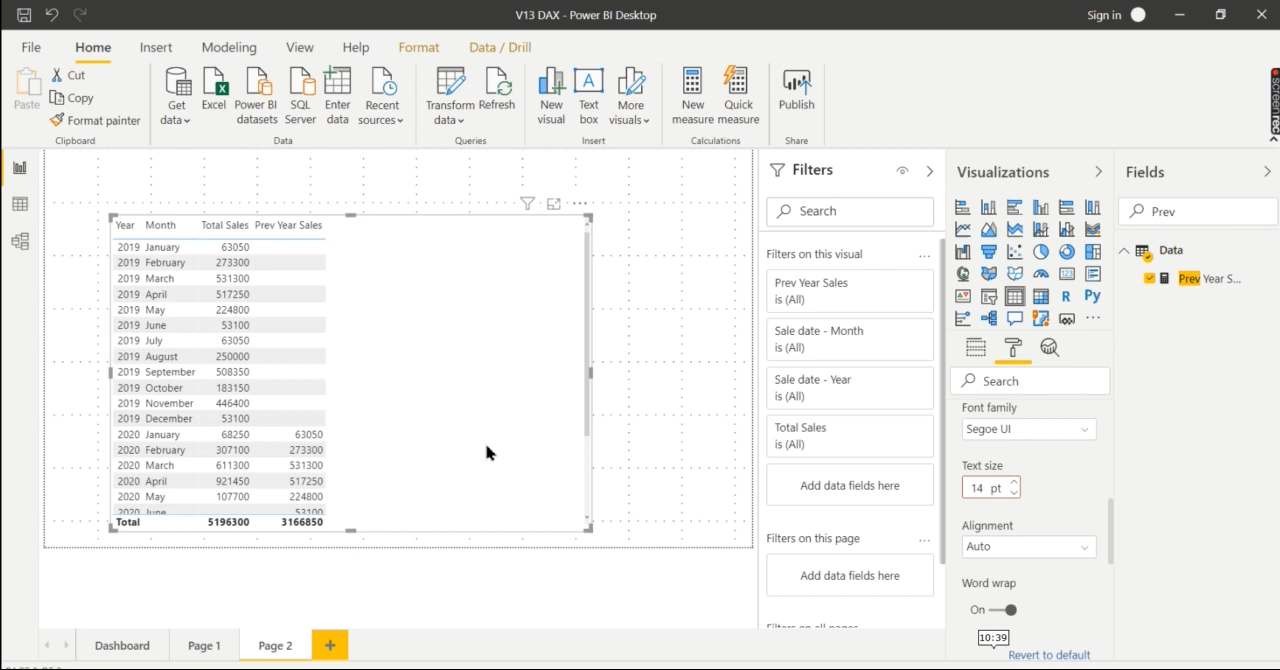 V13 DAX - Power BI Desktop
Sign in
File Home Insert Modeling View Help Format Data / Drill
Paste
Cut
Copy
Format painter
Clipboard
Get data
Excel
Power BI datasets
SQL Server
Enter data
Recent sources
Data
Transform data
Refresh
Queries
New visual
Text box
More visuals
Insert
New measure
Quick measure
Calculations
Publish
Share
screenrec
Year Month Total Sales Prev Year Sales
2019 January 63050
2019 February 273300
2019 March 531300
2019 April 517250
2019 May 224800
2019 June 53100
2019 July 63050
2019 August 250000
2019 September 508350
2019 October 183150
2019 November 446400
2019 December 53100
2020 January 68250 63050
2020 February 307100 273300
2020 March 611300 531300
2020 April 921450 517250
2020 May 107700 224800
2020 June 53100
Total 5196300 3166850
Filters
Search
Filters on this visual
Prev Year Sales
is (All)
Sale date - Month
is (All)
Sale date - Year
is (All)
Total Sales
is (All)
Add data fields here
Filters on this page
Add data fields here
Filters on all pages
Visualizations
R Py
123
Search
Font family
Segoe UI
Text size
14 pt
Alignment
Auto
Word wrap
On
10:39
Revert to default
Fields
Prev
Data
Prev Year S...
Dashboard Page 1 Page 2 +